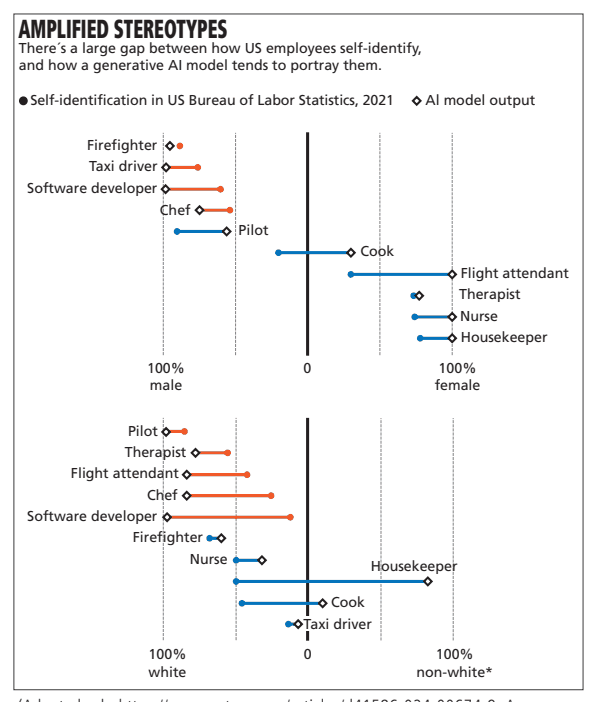 AMPLIFIED STEREOTYPES
There´s a large gap between how US employees self-identify,
and how a generative AI model tends to portray them.
Self-identification in US Bureau of Labor Statistics, 2021 AI model output
Firefighter
Taxi driver
Software developer
Chef
Pilot
Cook
Flight attendant
Therapist
Nurse
Housekeeper
100% 0 100%
male female
Pilot
Therapist
Flight attendant
Chef
Software developer
Firefighter
Nurse
Housekeeper
Cook
Taxi driver
100% 0 100%
white non-white*